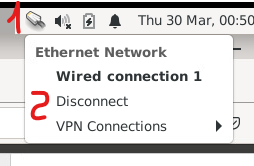 1
Thu 30 Mar, 00:50
Ethernet Network
Wired connection 1
2
Disconnect
VPN Connections